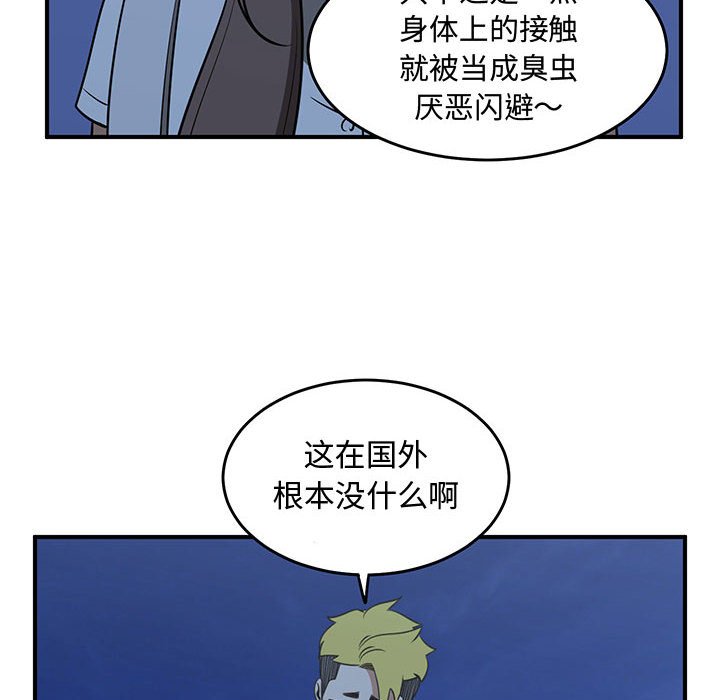 身体上的接触
就被当成臭虫
厌恶闪避～
这在国外
根本没什么啊